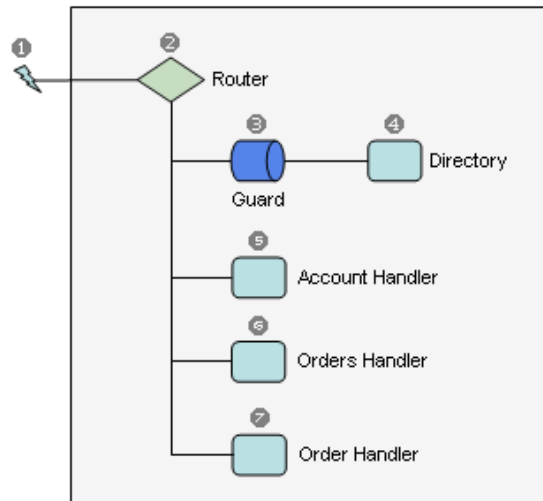 1
2
Router
3
4
Directory
Guard
5
Account Handler
6
Orders Handler
7
Order Handler